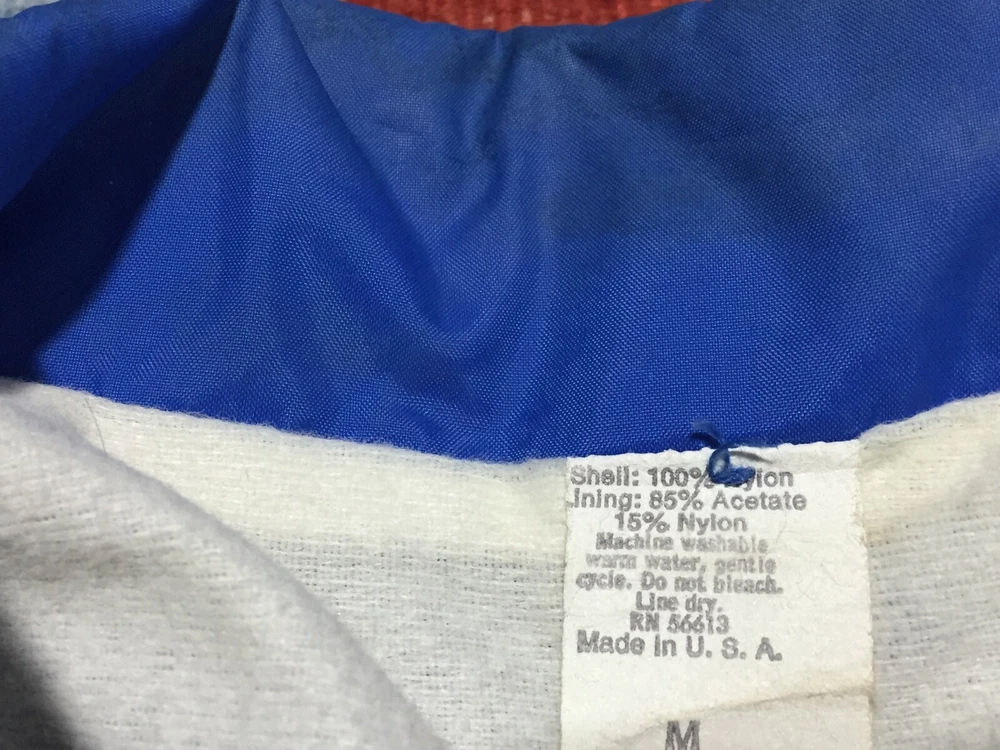 Shell: 100% Nylon
Lining: 85% Acetate
15% Nylon
Machine washable
warm water, gentle
cycle. Do not bleach.
Line dry.
RN 56613
Made in U. S. A.
M